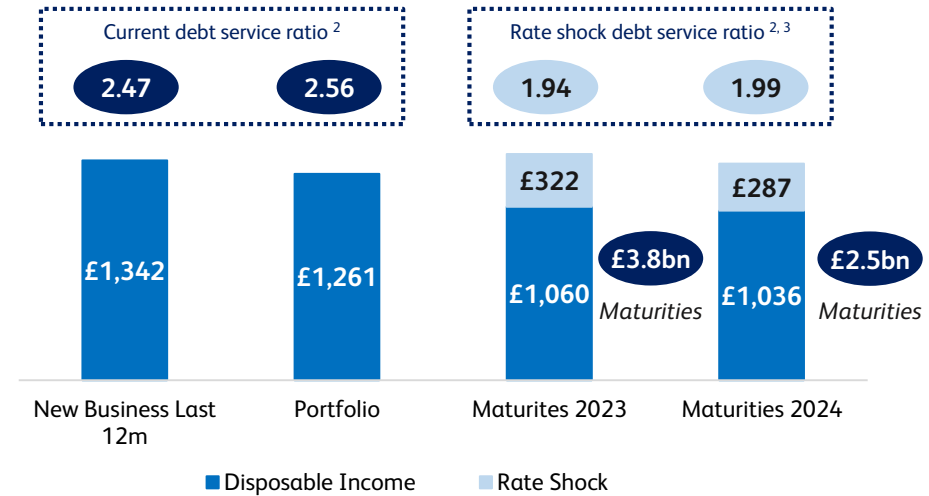 Current debt service ratio 2
Rate shock debt service ratio 2, 3
2.47
2.56
1.94
1.99
£322
£287
£1,342
£1,261
£1,060
£3.8bn
Maturities
£1,036
£2.5bn
Maturities
New Business Last
12m
Portfolio
Maturites 2023
Maturities 2024
Disposable Income
Rate Shock